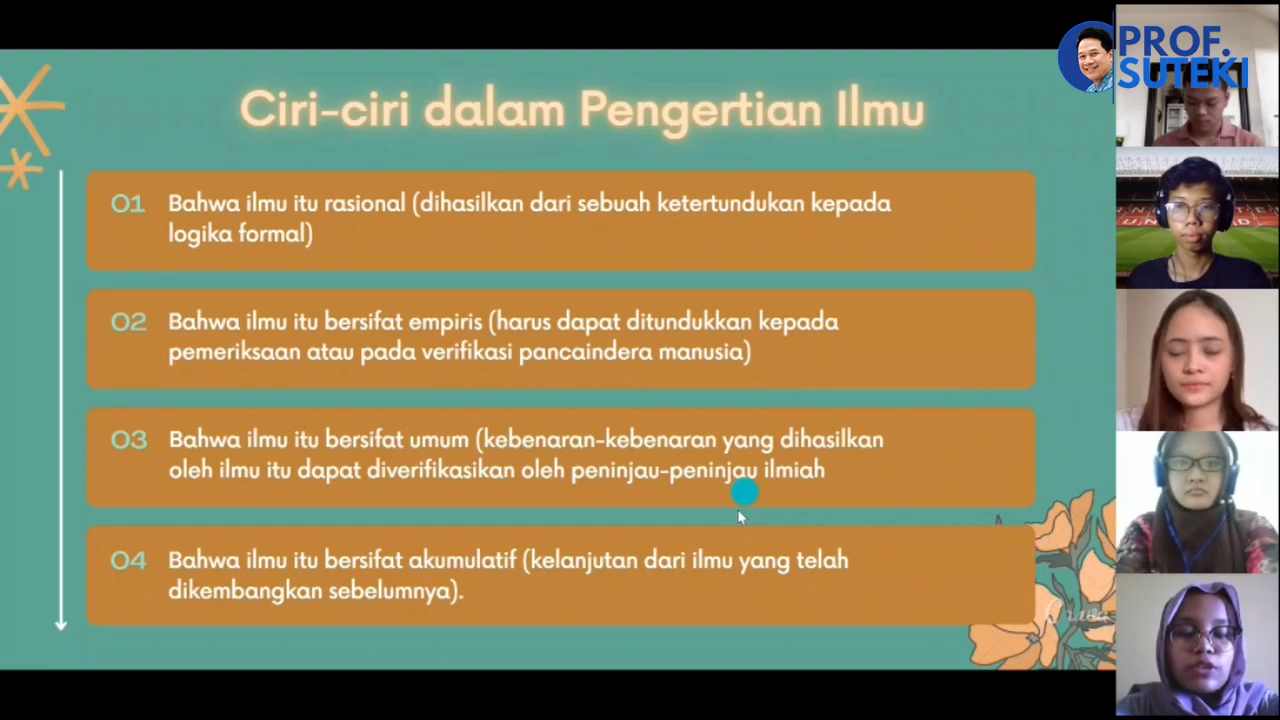 PROF.
SUTEKI
Ciri-ciri dalam Pengertian Ilmu
01 Bahwa ilmu itu rasional (dihasilkan dari sebuah ketertundukan kepada
logika formal)
02 Bahwa ilmu itu bersifat empiris (harus dapat ditundukkan kepada
pemeriksaan atau pada verifikasi pancaindera manusia)
03 Bahwa ilmu itu bersifat umum (kebenaran-kebenaran yang dihasilkan
oleh ilmu itu dapat diverifikasikan oleh peninjau-peninjau ilmiah
04 Bahwa ilmu itu bersifat akumulatif (kelanjutan dari ilmu yang telah
dikembangkan sebelumnya).